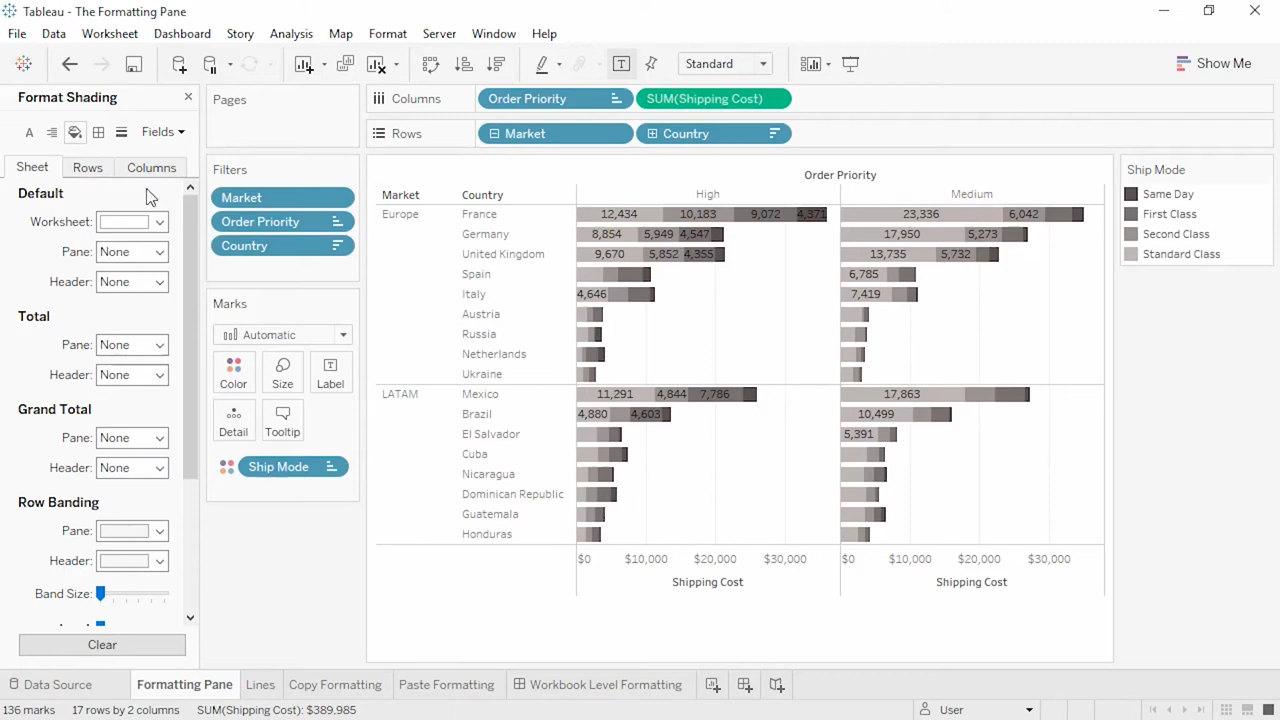 Tableau - The Formatting Pane
File Data Worksheet Dashboard Story Analysis Map Format Server Window Help
Standard
Show Me
Format Shading
Fields
Sheet Rows Columns
Default
Worksheet:
Pane: None
Header: None
Total
Pane: None
Header: None
Grand Total
Pane: None
Header: None
Row Banding
Pane:
Header:
Band Size:
Clear
Pages
Filters
Market
Order Priority
Country
Marks
Automatic
Color Size Label
Detail Tooltip
Ship Mode
Columns Order Priority SUM(Shipping Cost)
Rows Market Country
Order Priority
Market Country High Medium
Europe France 12,434 10,183 9,072 4,371 23,336 6,042
Germany 8,854 5,949 4,547 17,950 5,273
United Kingdom 9,670 5,852 4,355 13,735 5,732
Spain 6,785
Italy 4,646 7,419
Austria
Russia
Netherlands
Ukraine
LATAM Mexico 11,291 4,844 7,786 17,863
Brazil 4,880 4,603 10,499
El Salvador 5,391
Cuba
Nicaragua
Dominican Republic
Guatemala
Honduras
$0 $10,000 $20,000 $30,000 $0 $10,000 $20,000 $30,000
Shipping Cost Shipping Cost
Ship Mode
Same Day
First Class
Second Class
Standard Class
Data Source Formatting Pane Lines Copy Formatting Paste Formatting Workbook Level Formatting
136 marks 17 rows by 2 columns SUM(Shipping Cost): $389,985 User